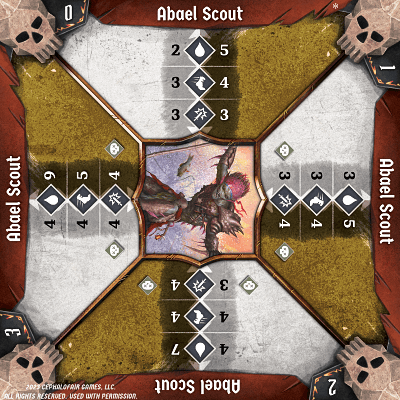 0
Abael Scout
*
2 5
3 4
3 3
1
Abael Scout
3 5
3 4
3 4
2
Abael Scout
4 7
4 4
3 4
3
Abael Scout
4 9
4 5
4 4
2023 CEPHALOFAIR GAMES, LLC.
ALL RIGHTS RESERVED. USED WITH PERMISSION.